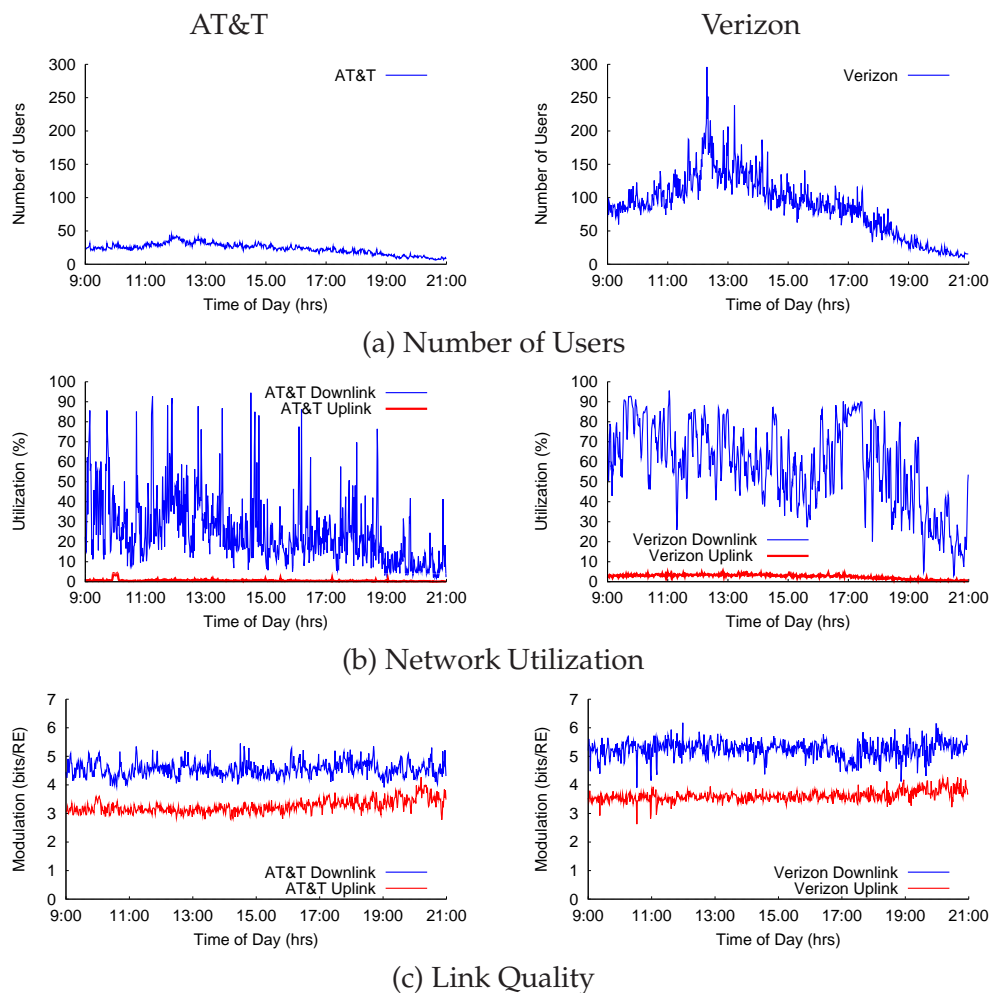 AT&T Verizon
300
250
200
150
100
50
0
Number of Users
AT&T
9:00 11:00 13:00 15:00 17:00 19:00 21:00
Time of Day (hrs)
300
250
200
150
100
50
0
Number of Users
Verizon
9:00 11:00 13:00 15:00 17:00 19:00 21:00
Time of Day (hrs)
(a) Number of Users
100
90
80
70
60
50
40
30
20
10
0
Utilization (%)
AT&T Downlink
AT&T Uplink
9:00 11:00 13:00 15:00 17:00 19:00 21:00
Time of Day (hrs)
100
90
80
70
60
50
40
30
20
10
0
Utilization (%)
Verizon Downlink
Verizon Uplink
9:00 11:00 13:00 15:00 17:00 19:00 21:00
Time of Day (hrs)
(b) Network Utilization
7
6
5
4
3
2
1
0
Modulation (bits/RE)
AT&T Downlink
AT&T Uplink
9:00 11:00 13:00 15.00 17:00 19:00 21:00
Time of Day (hrs)
7
6
5
4
3
2
1
0
Modulation (bits/RE)
Verizon Downlink
Verizon Uplink
9:00 11:00 13:00 15:00 17:00 19:00 21:00
Time of Day (hrs)
(c) Link Quality